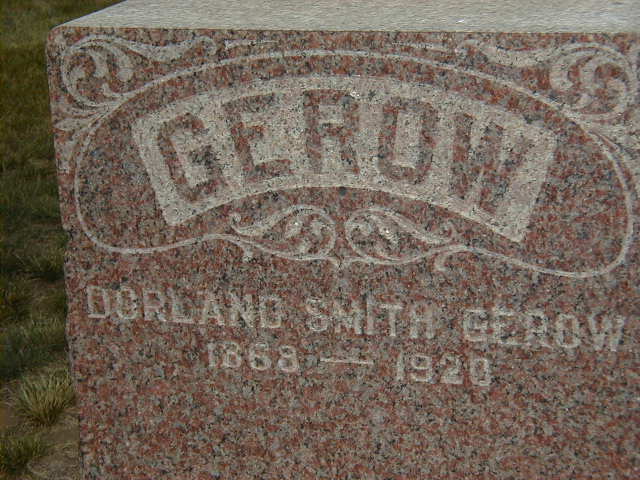 GEROW
DORLAND SMITH GEROW
1868 — 1920